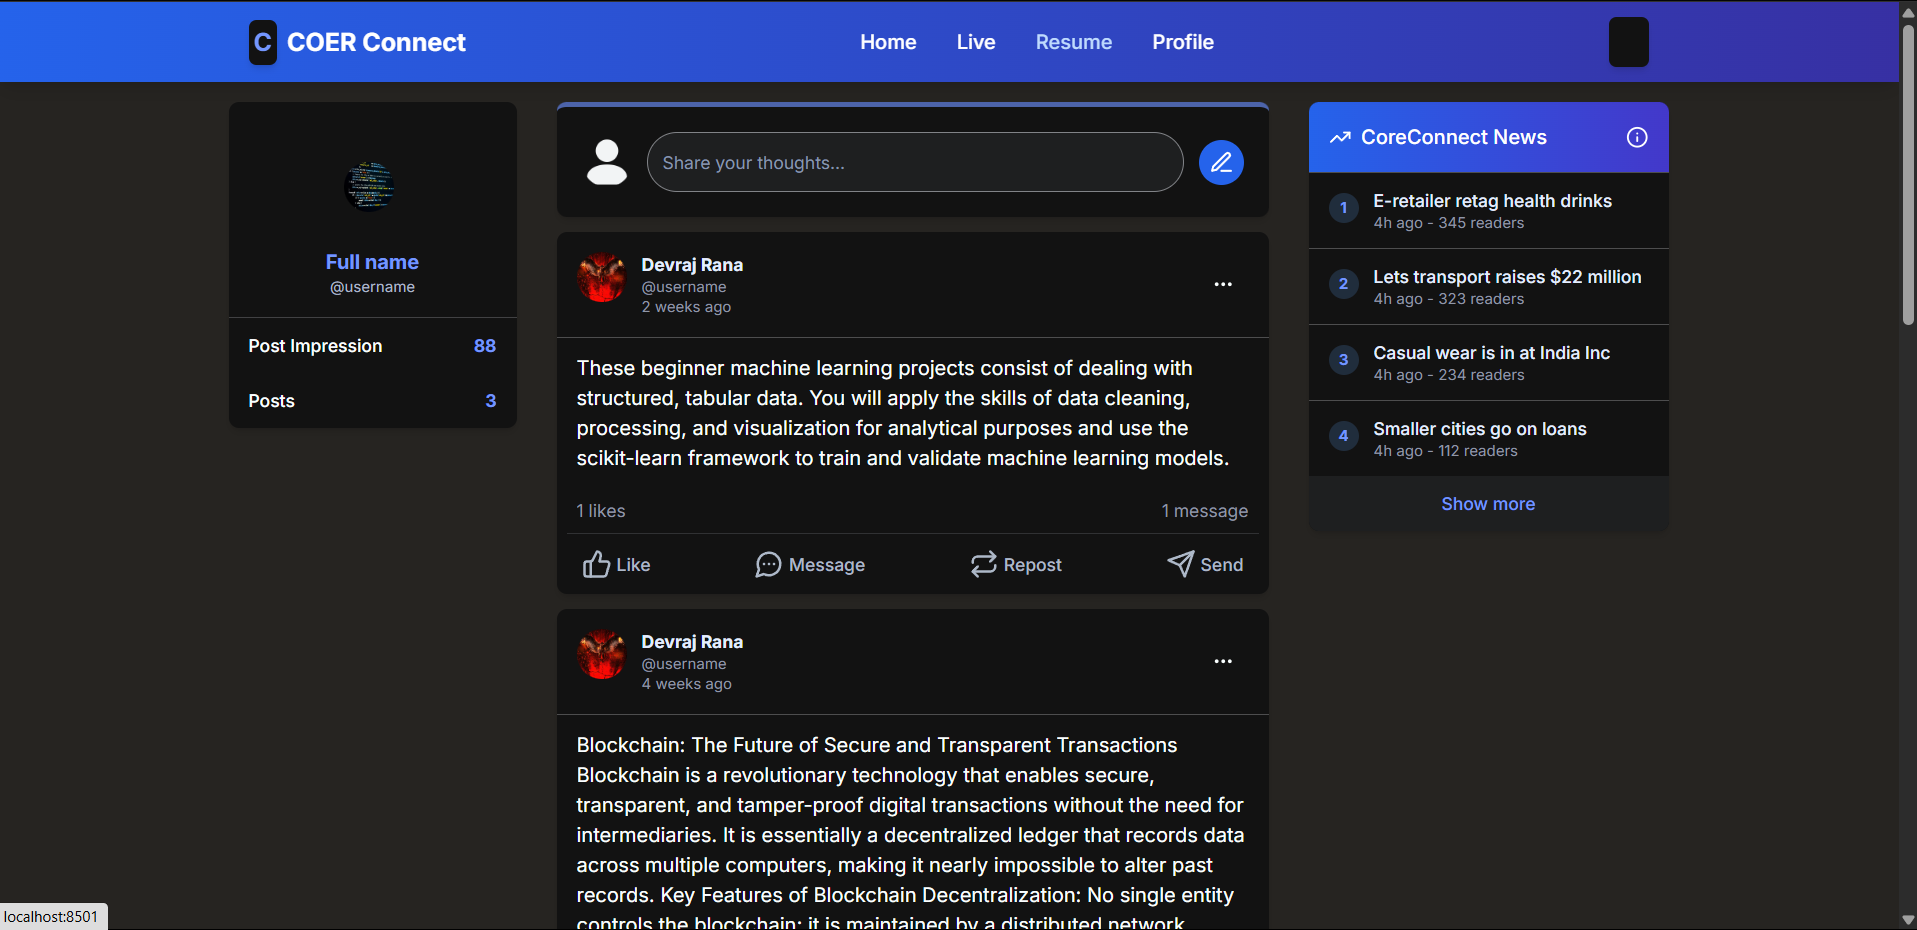 C COER Connect
Home Live Resume Profile
Full name
@username
Post Impression 88
Posts 3
Share your thoughts...
Devraj Rana
@username
2 weeks ago
These beginner machine learning projects consist of dealing with
structured, tabular data. You will apply the skills of data cleaning,
processing, and visualization for analytical purposes and use the
scikit-learn framework to train and validate machine learning models.
1 likes 1 message
Like Message Repost Send
Devraj Rana
@username
4 weeks ago
Blockchain: The Future of Secure and Transparent Transactions
Blockchain is a revolutionary technology that enables secure,
transparent, and tamper-proof digital transactions without the need for
intermediaries. It is essentially a decentralized ledger that records data
across multiple computers, making it nearly impossible to alter past
records. Key Features of Blockchain Decentralization: No single entity
controls the blockchain; it is maintained by a distributed network
CoreConnect News
1 E-retailer retag health drinks
4h ago - 345 readers
2 Lets transport raises $22 million
4h ago - 323 readers
3 Casual wear is in at India Inc
4h ago - 234 readers
4 Smaller cities go on loans
4h ago - 112 readers
Show more
localhost:8501